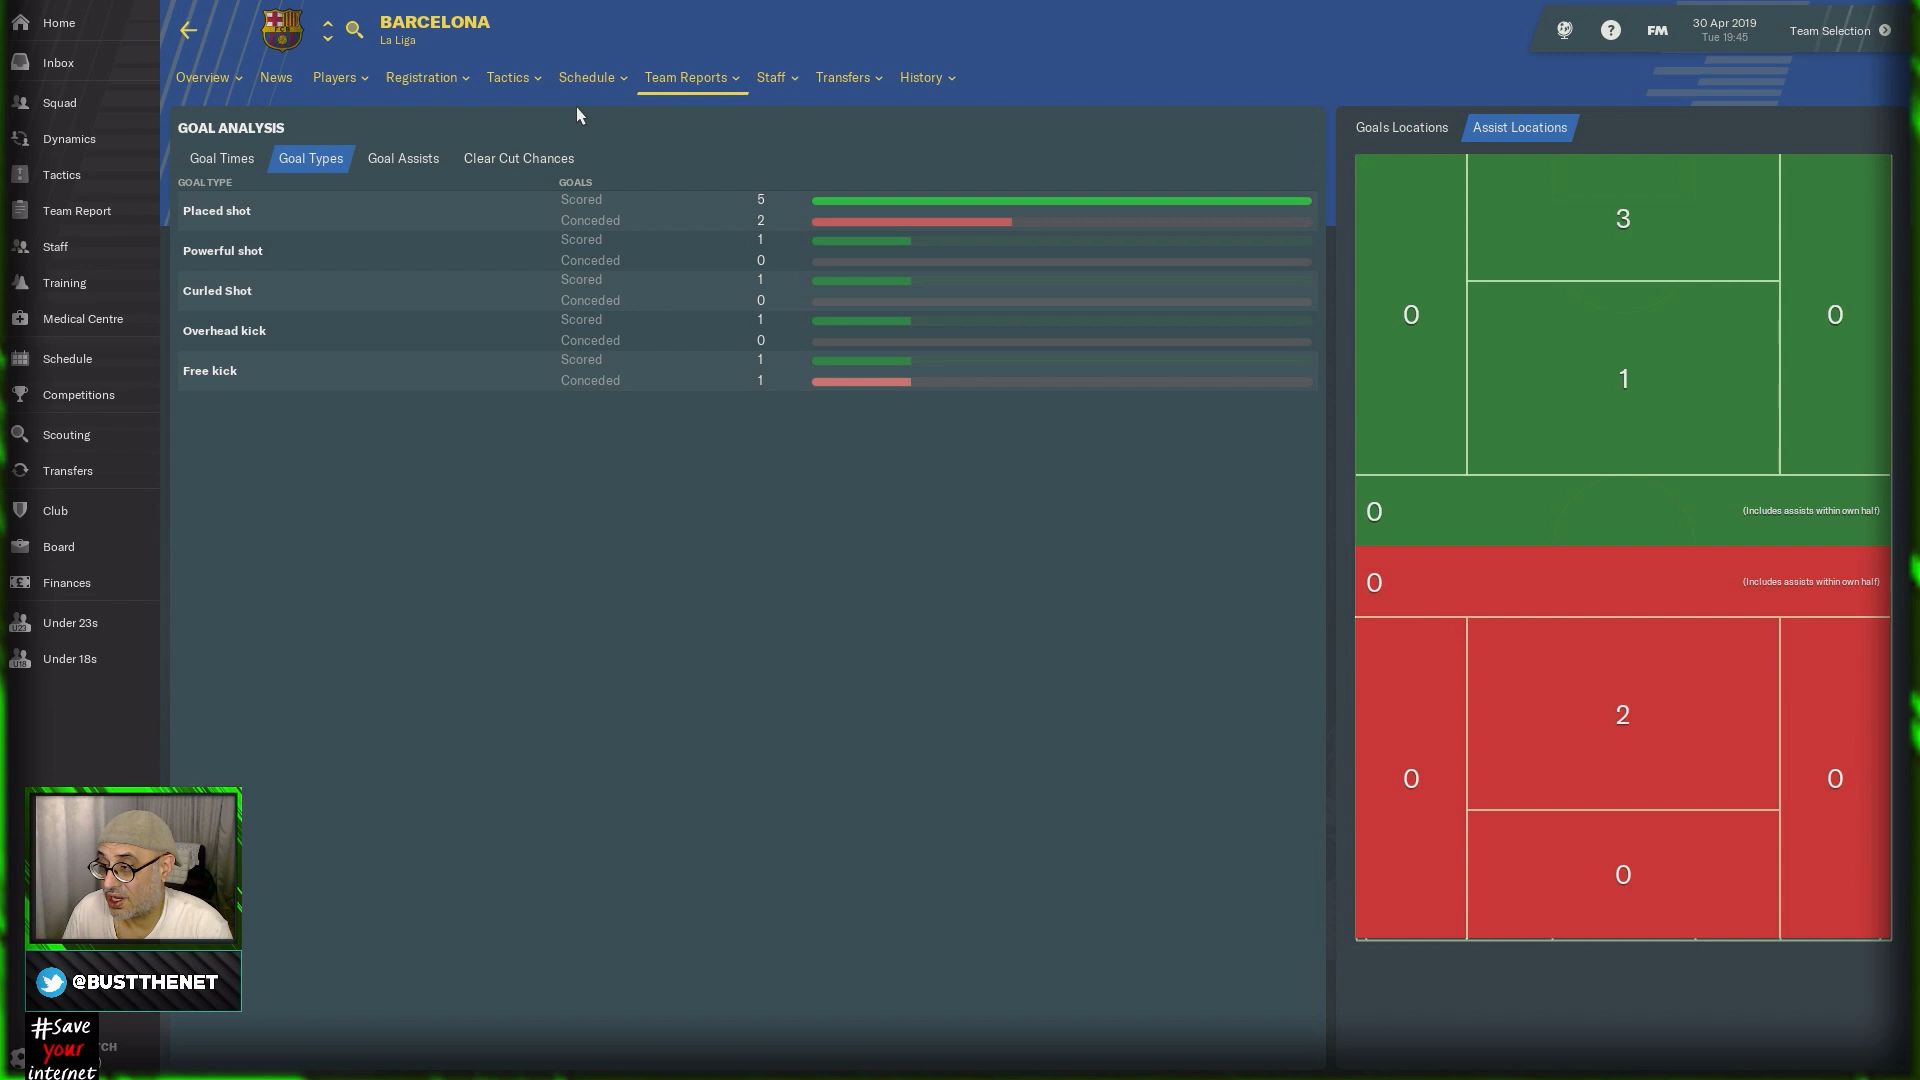 Home
Inbox
Squad
Dynamics
Tactics
Team Report
Staff
Training
Medical Centre
Schedule
Competitions
Scouting
Transfers
Club
Board
Finances
U23
Under 23s
U18
Under 18s
BARCELONA
La Liga
FM
30 Apr 2019
Tue 19:45
Team Selection
Overview News Players Registration Tactics Schedule Team Reports Staff Transfers History
GOAL ANALYSIS
Goal Times Goal Types Goal Assists Clear Cut Chances
GOAL TYPE GOALS
Placed shot
Scored 5
Conceded 2
Powerful shot
Scored 1
Conceded 0
Curled Shot
Scored 1
Conceded 0
Overhead kick
Scored 1
Conceded 0
Free kick
Scored 1
Conceded 1
Goals Locations Assist Locations
3
0 0
1
0 (Includes assists within own half)
0 (Includes assists within own half)
2
0 0
0
@BUSTTHENET
#Save
your
internet